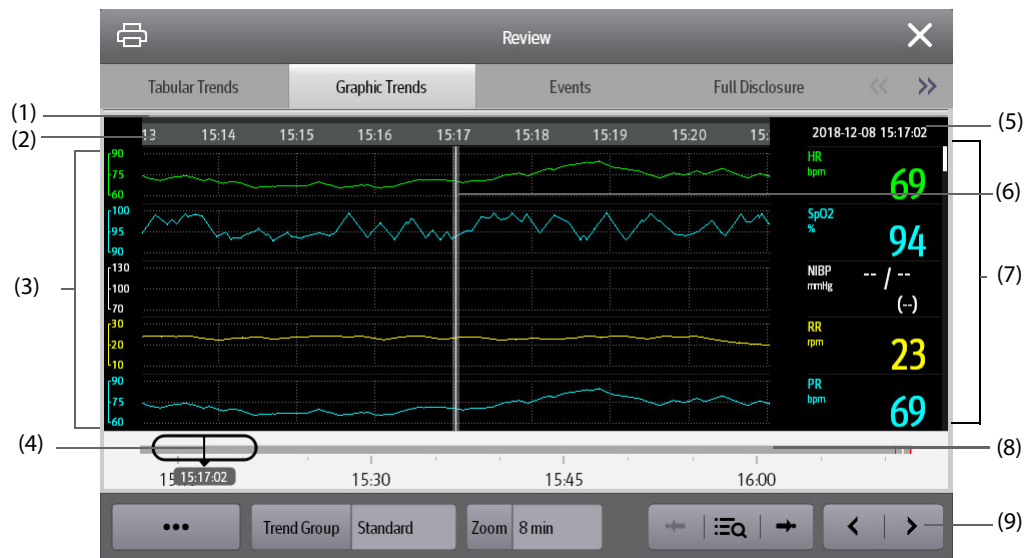 Review
Tabular Trends Graphic Trends Events Full Disclosure
(1)
(2)
(3)
(4)
(5)
(6)
(7)
(8)
(9)
13 15:14 15:15 15:16 15:17 15:18 15:19 15:20 15:
2018-12-08 15:17:02
90
75
60
HR
bpm
69
100
95
90
SpO2
%
94
130
100
70
NIBP
mmHg
-- / --
(--)
30
20
10
RR
rpm
23
90
75
60
PR
bpm
69
15:17:02
15:30 15:45 16:00
Trend Group Standard Zoom 8 min